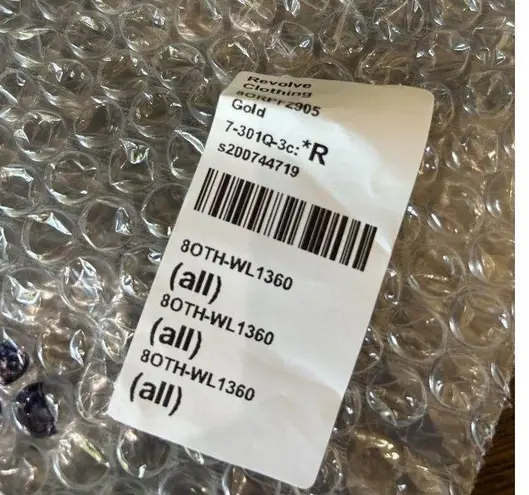 Revolve
Clothing
Gold
7-301Q-3c:*R
s200744719
8OTH-WL1360
(all)
8OTH-WL1360
(all)
8OTH-WL1360
(all)